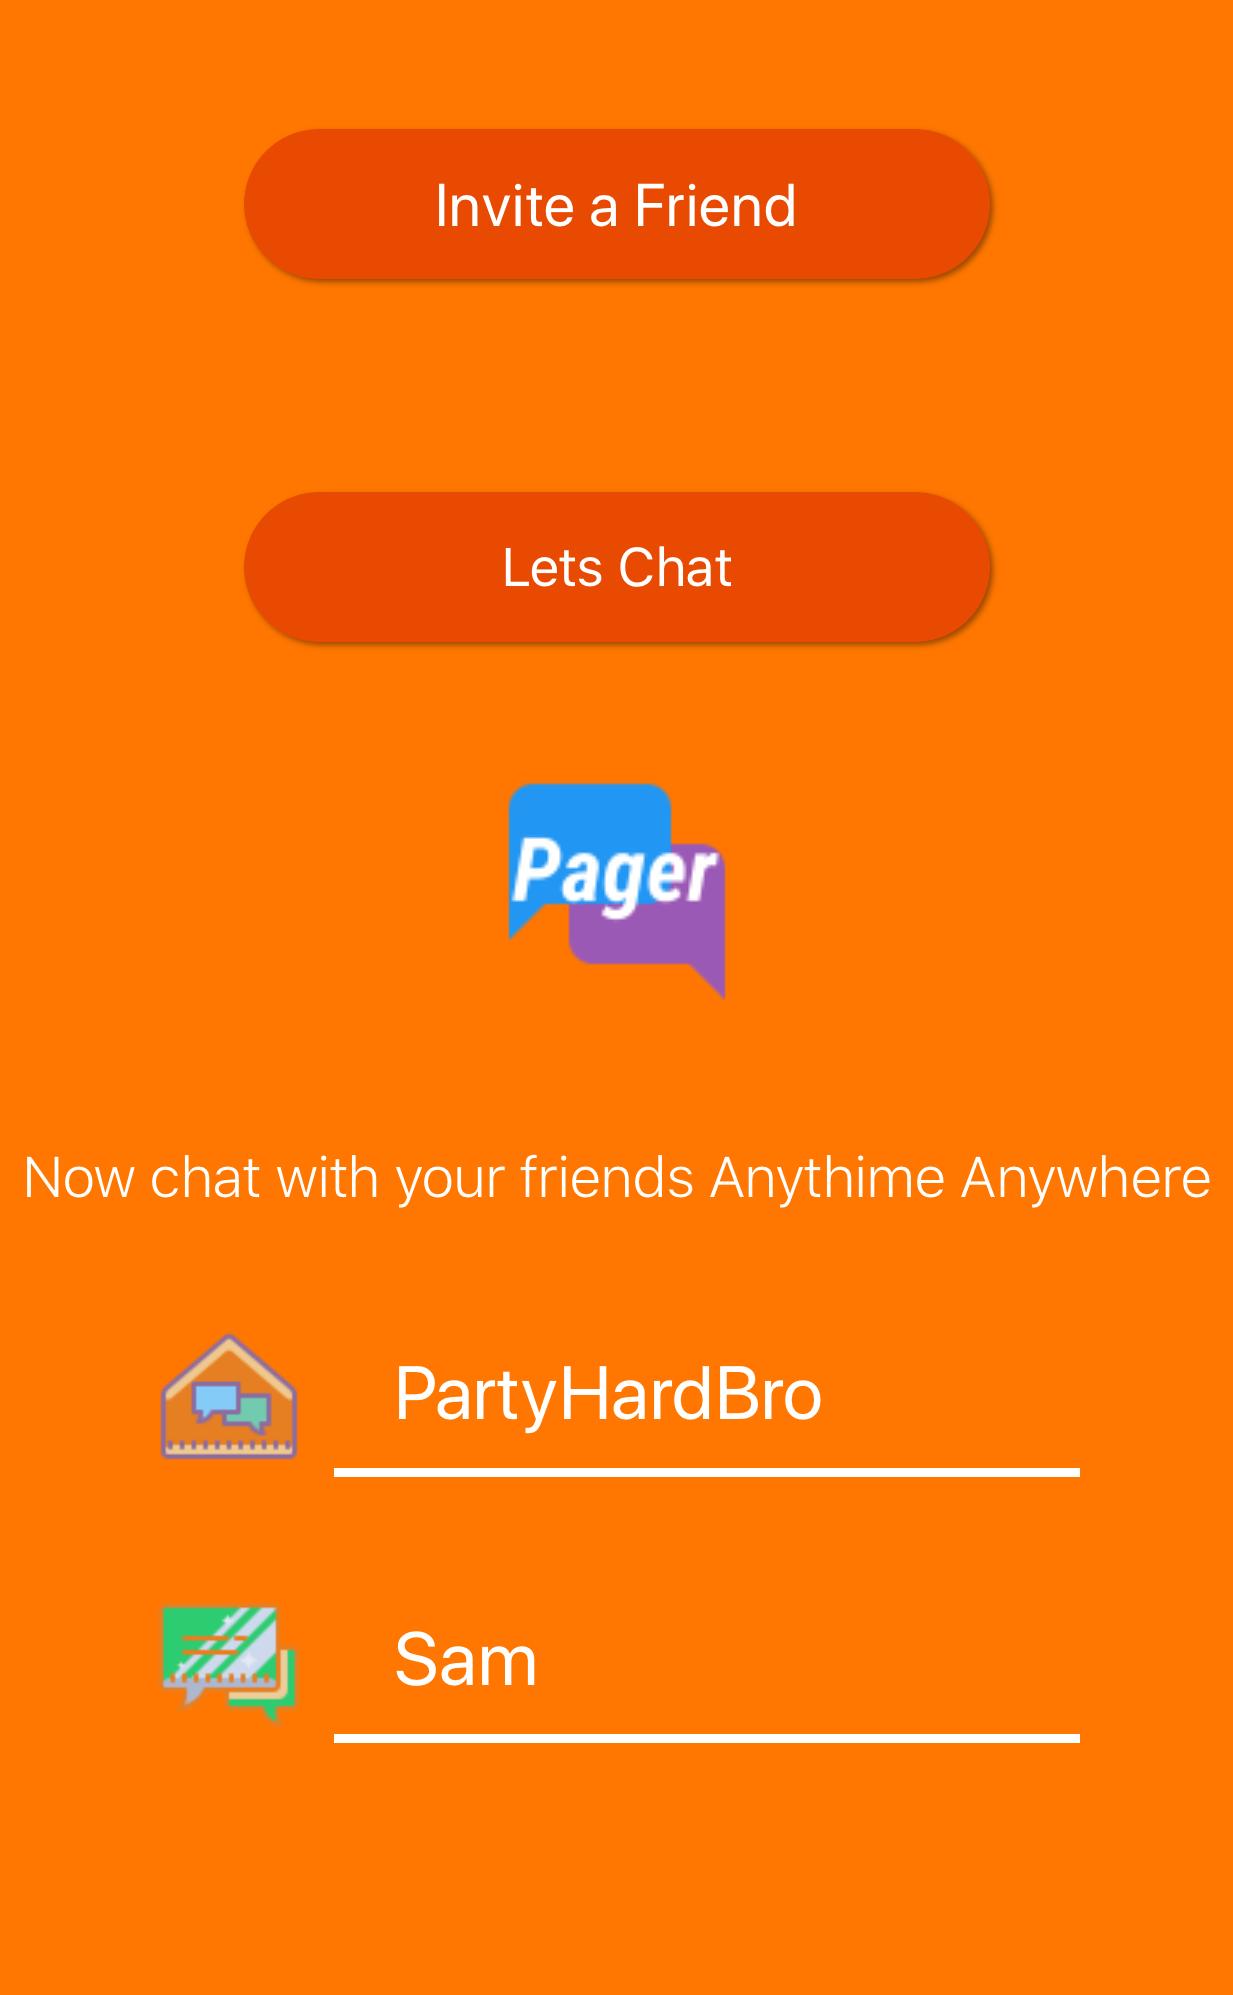 Invite a Friend
Lets Chat
Pager
Now chat with your friends Anythime Anywhere
PartyHardBro
Sam